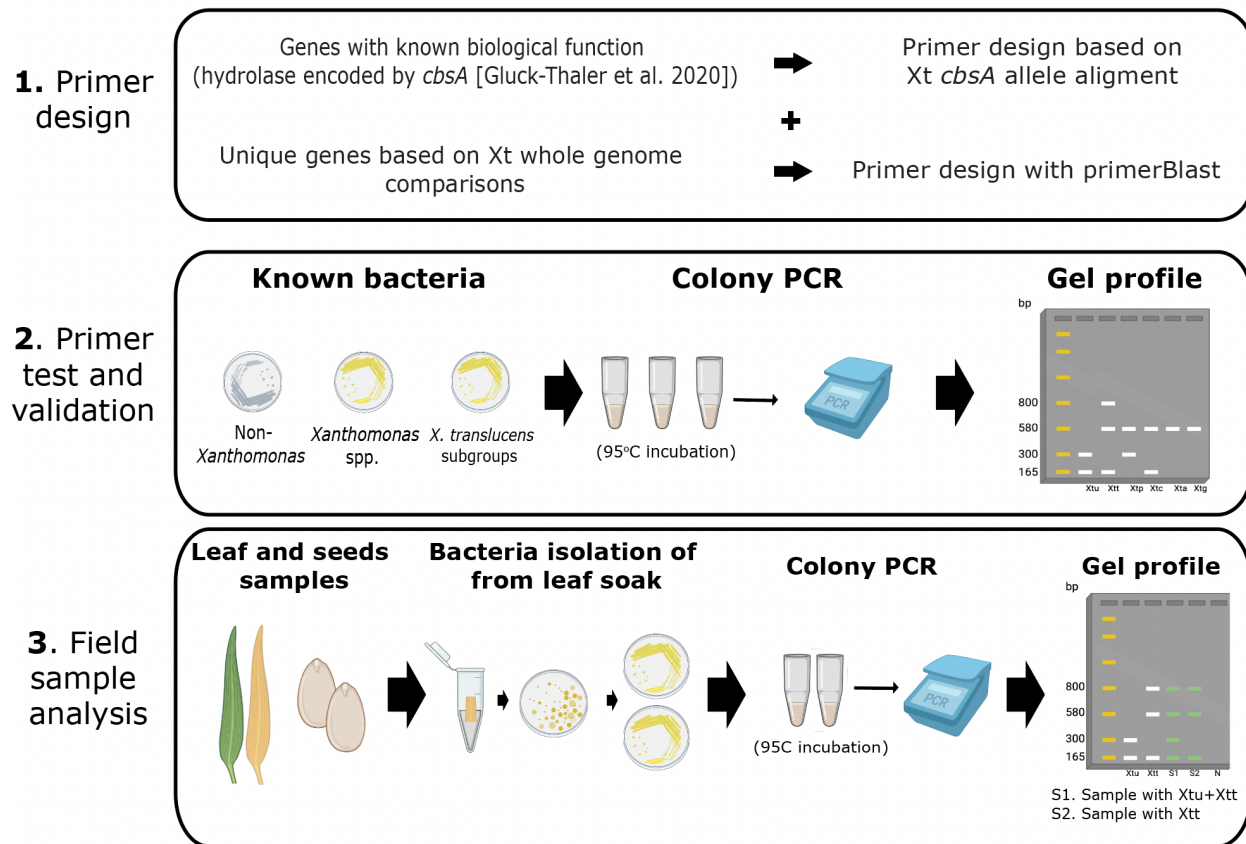 1. Primer
design
Genes with known biological function
(hydrolase encoded by cbsA [Gluck-Thaler et al. 2020])
Primer design based on
Xt cbsA allele aligment
+
Unique genes based on Xt whole genome
comparisons
Primer design with primerBlast
2. Primer
test and
validation
Known bacteria
Colony PCR
Gel profile
Non-
Xanthomonas
Xanthomonas
spp.
X. translucens
subgroups
PCR
(95°C incubation)
bp
800
580
300
165
Xtu Xtt Xtp Xtc Xta Xtg
3. Field
sample
analysis
Leaf and seeds
samples
Bacteria isolation of
from leaf soak
Colony PCR
Gel profile
PCR
(95C incubation)
bp
800
580
300
165
Xtu Xtt S1 S2 N
S1. Sample with Xtu+Xtt
S2. Sample with Xtt